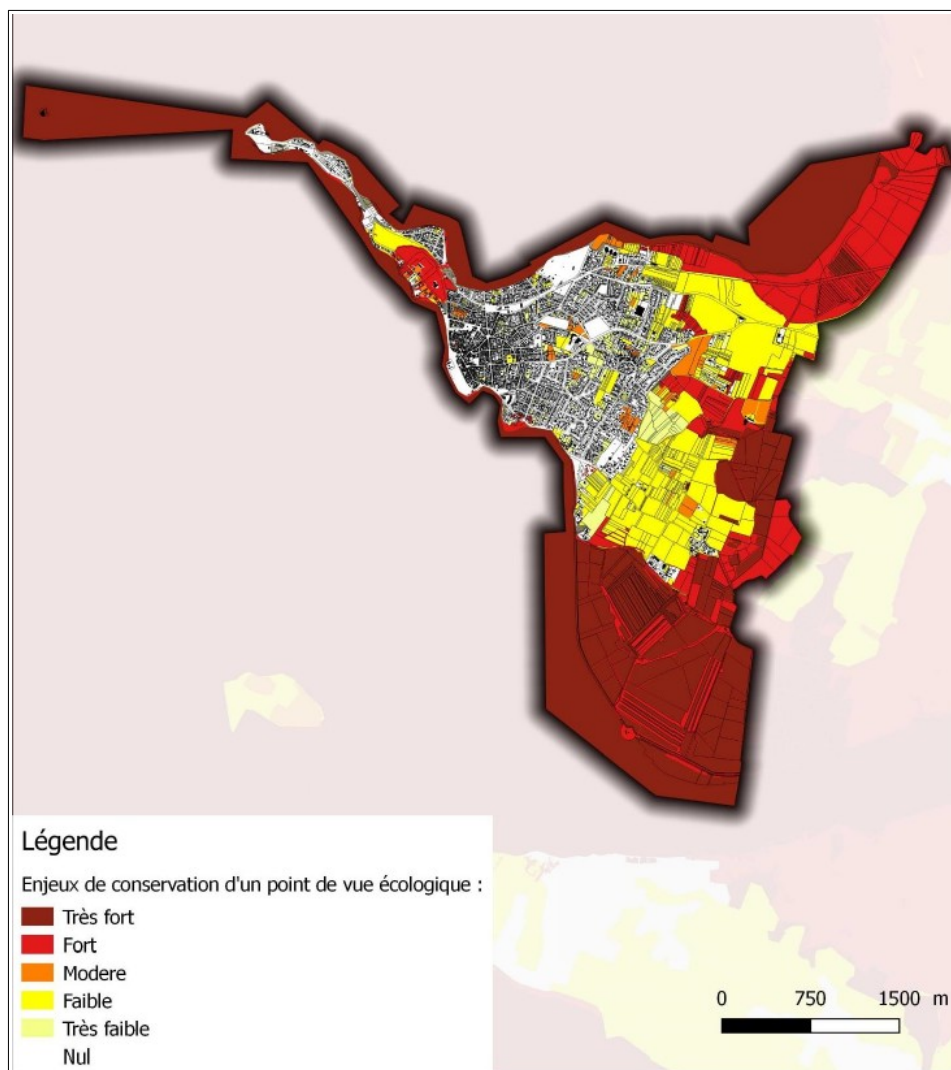 Légende
Enjeux de conservation d'un point de vue écologique :
Très fort
Fort
Modere
Faible
Très faible
Nul
0 750 1500 m